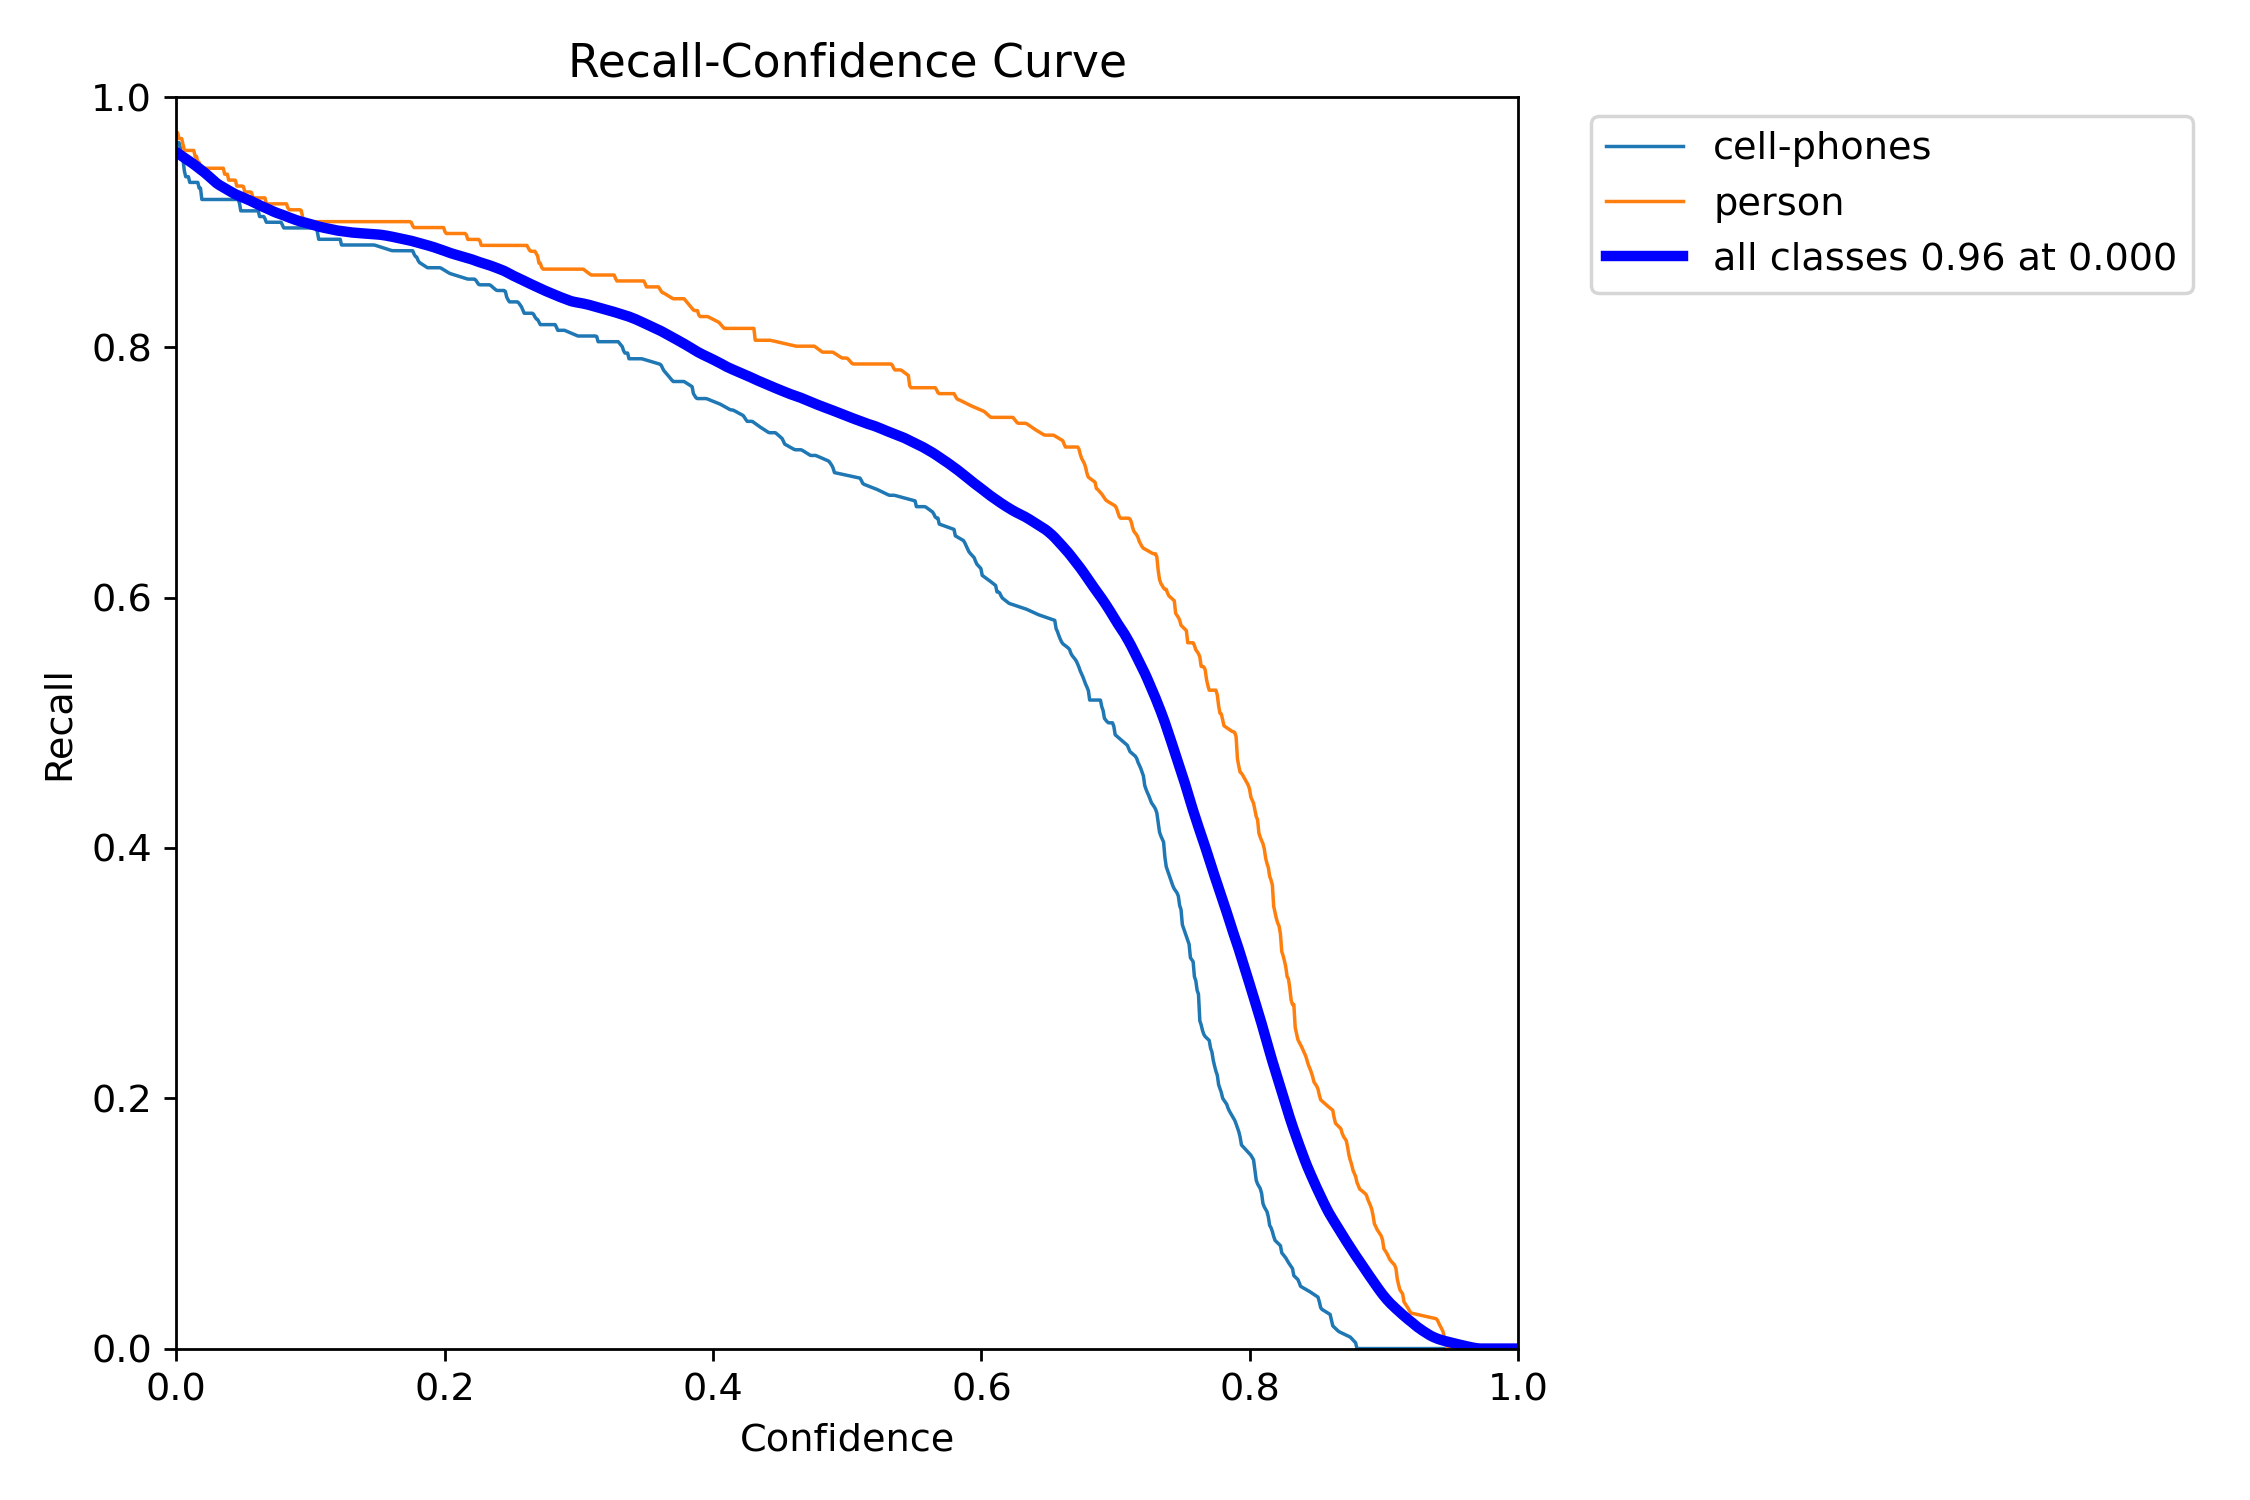 Recall-Confidence Curve
1.0
0.8
0.6
0.4
0.2
0.0
Recall
0.0 0.2 0.4 0.6 0.8 1.0
Confidence
cell-phones
person
all classes 0.96 at 0.000